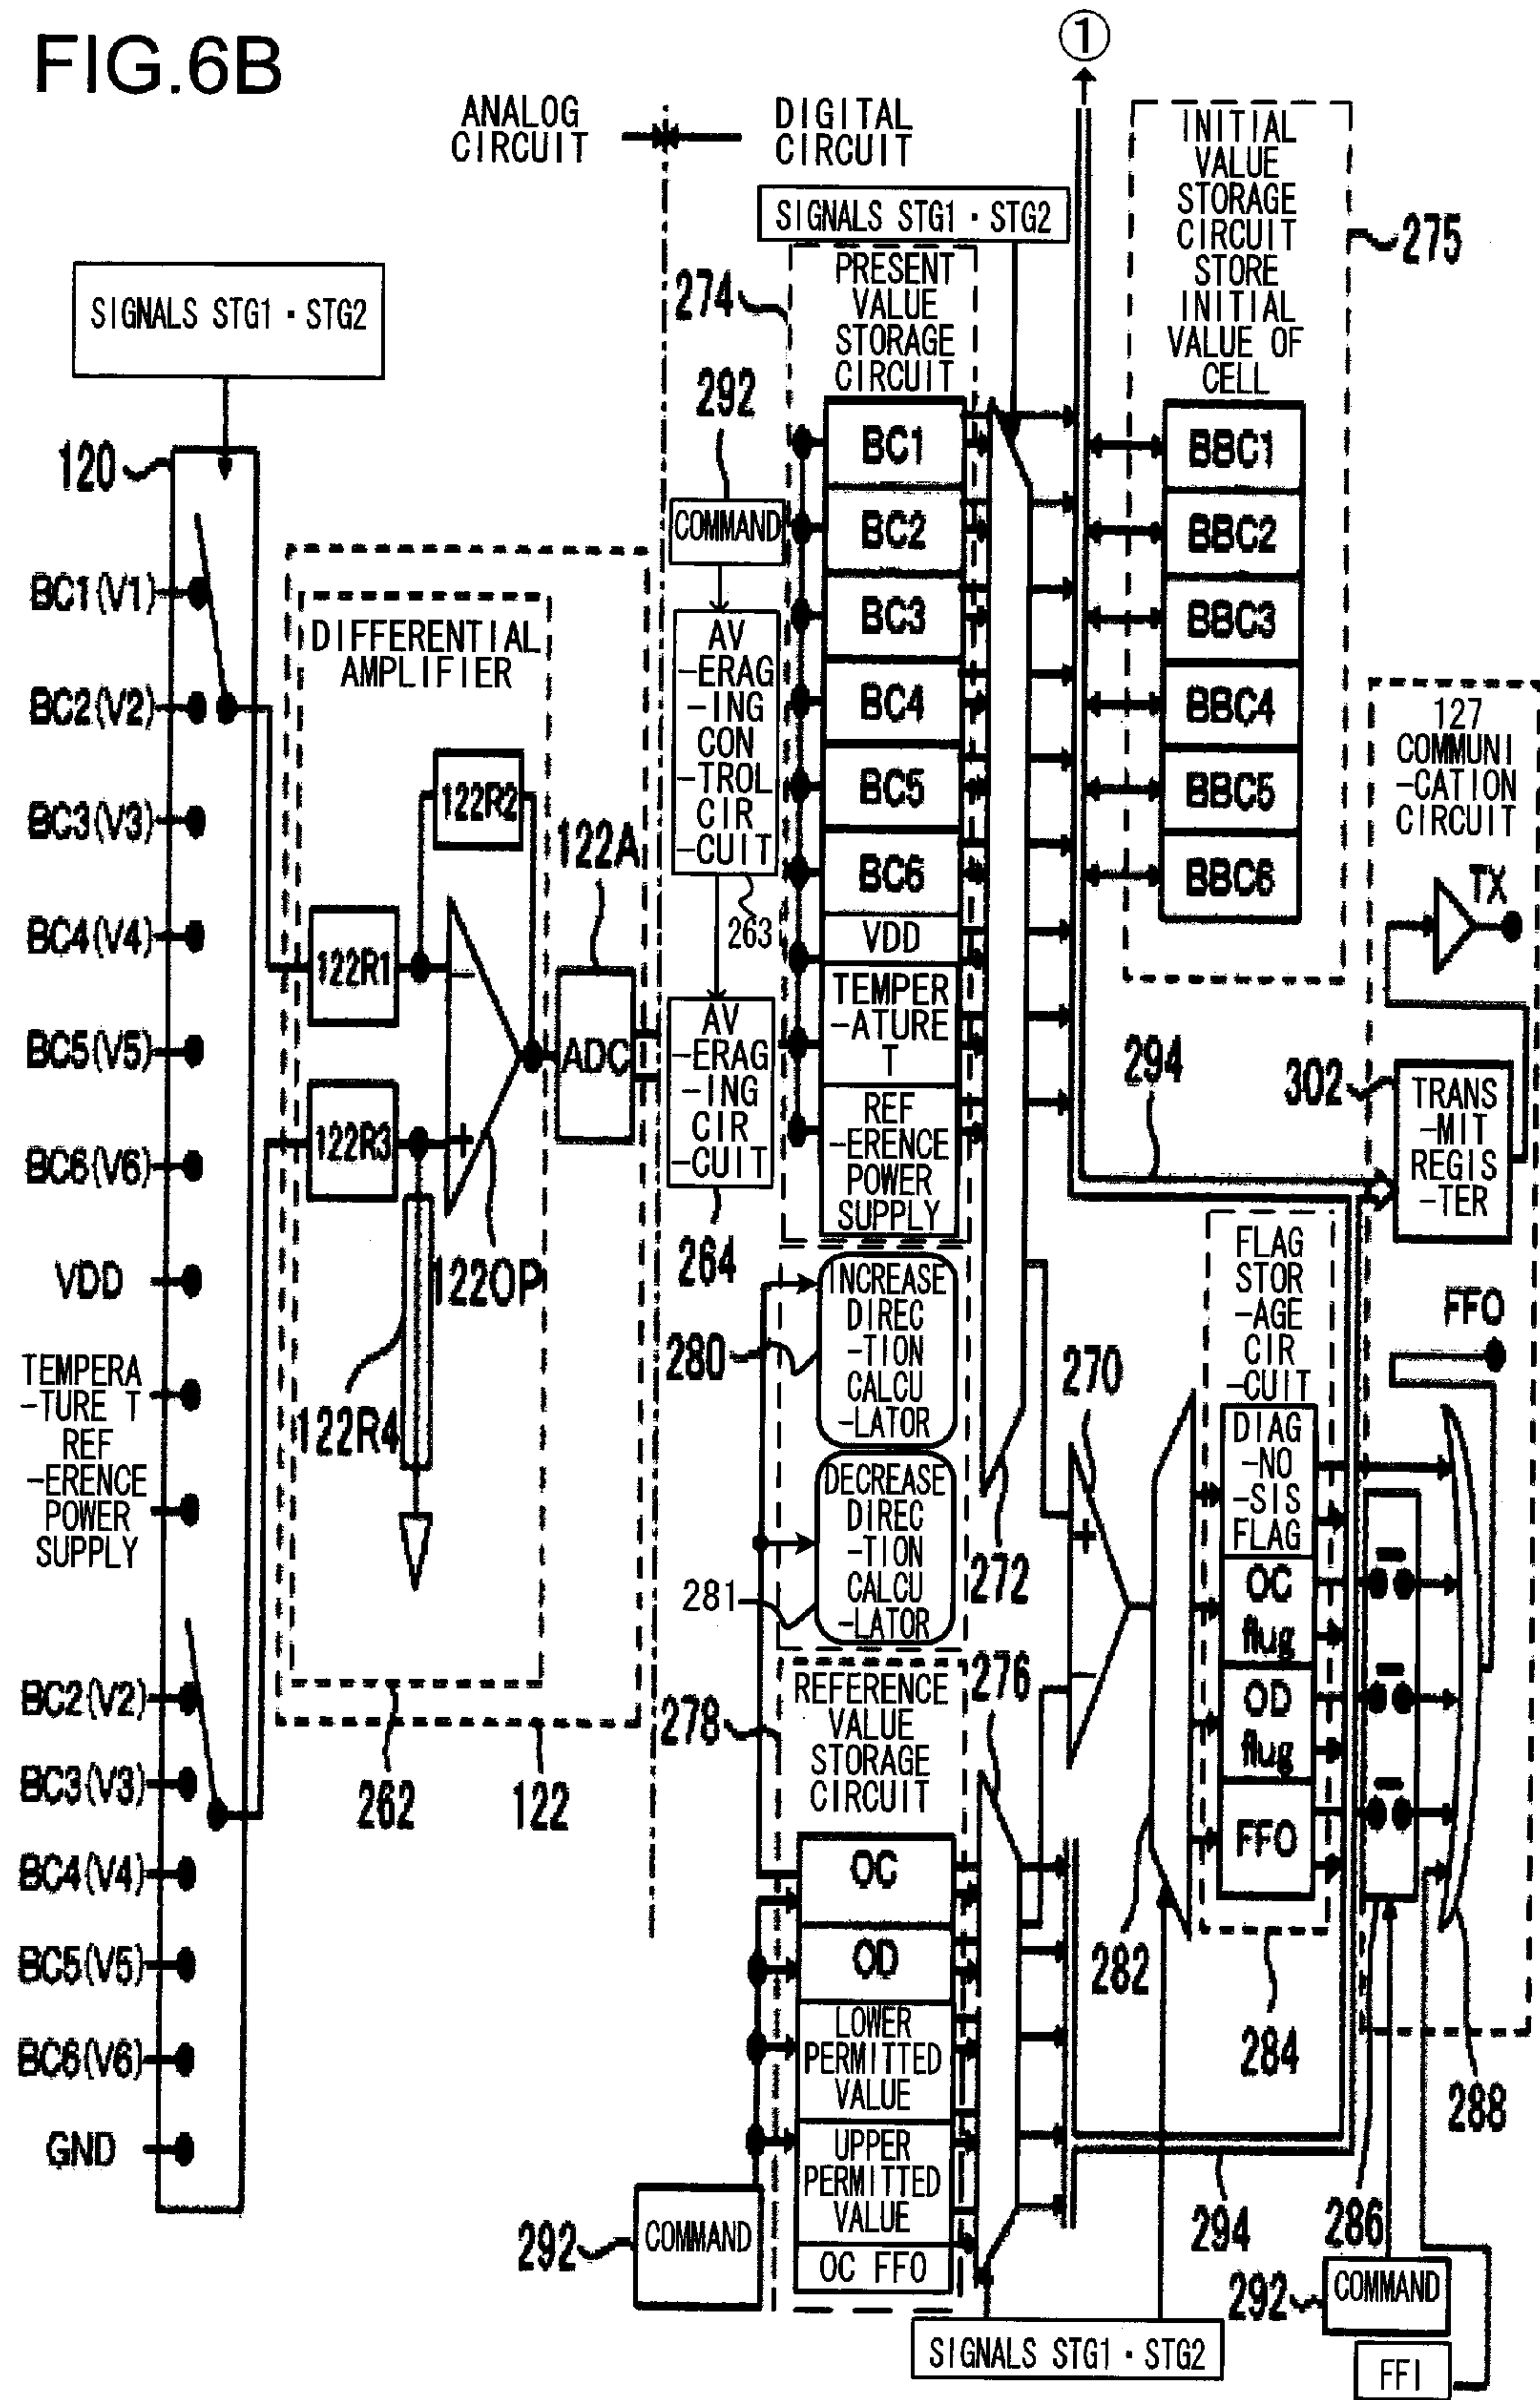 FIG.6B
①
ANALOG
CIRCUIT
DIGITAL
CIRCUIT
SIGNALS STG1・STG2
120
BC1(V1)
BC2(V2)
BC3(V3)
BC4(V4)
BC5(V5)
BC6(V6)
VDD
TEMPERA
-TURE T
REF
-ERENCE
POWER
SUPPLY
BC2(V2)
BC3(V3)
BC4(V4)
BC5(V5)
BC6(V6)
GND
DIFFERENTIAL
AMPLIFIER
122R2
122R1
122R3
122R4
122OP
122A
ADC
262
122
292
COMMAND
AV
-ERAG
-ING
CON
-TROL
CIR
-CUIT
263
AV
-ERAG
-ING
CIR
-CUIT
264
SIGNALS STG1・STG2
274
PRESENT
VALUE
STORAGE
CIRCUIT
BC1
BC2
BC3
BC4
BC5
BC6
VDD
TEMPER
-ATURE
T
REF
-ERENCE
POWER
SUPPLY
280
INCREASE
DIREC
-TION
CALCU
-LATOR
281
DECREASE
DIREC
-TION
CALCU
-LATOR
278
REFERENCE
VALUE
STORAGE
CIRCUIT
OC
OD
LOWER
PERMITTED
VALUE
UPPER
PERMITTED
VALUE
OC FFO
292
COMMAND
272
276
270
+
−
SIGNALS STG1・STG2
INITIAL
VALUE
STORAGE
CIRCUIT
STORE
INITIAL
VALUE OF
CELL
275
BBC1
BBC2
BBC3
BBC4
BBC5
BBC6
294
282
FLAG
STOR
-AGE
CIR
-CUIT
DIAG
-NO
-SIS
FLAG
OC
flug
OD
flug
FFO
284
294
127
COMMUNI
-CATION
CIRCUIT
TX
302
TRANS
-MIT
REGIS
-TER
FFO
286
288
292
COMMAND
FFI